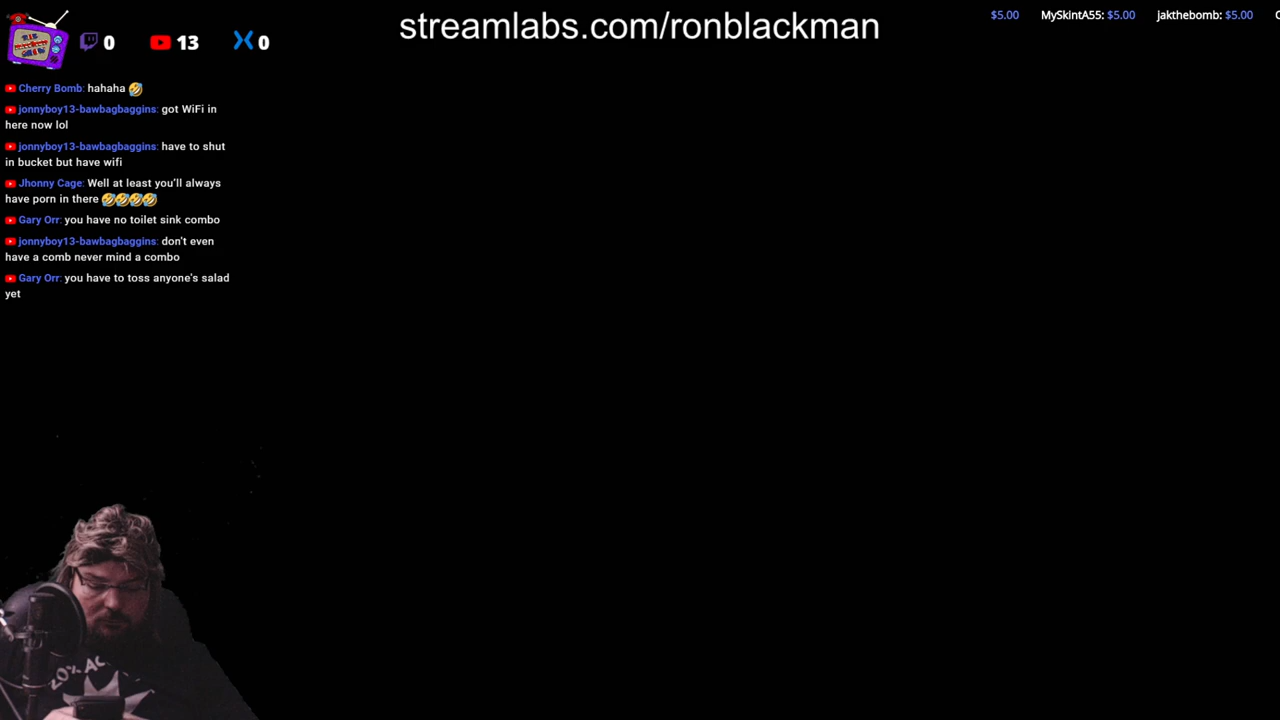 streamlabs.com/ronblackman
$5.00 MySkintA55: $5.00 jakthebomb: $5.00
0 13 0
Cherry Bomb: hahaha 🤣
jonnyboy13-bawbagbaggins: got WiFi in
here now lol
jonnyboy13-bawbagbaggins: have to shut
in bucket but have wifi
Jhonny Cage: Well at least you'll always
have porn in there 🤣🤣🤣🤣
Gary Orr: you have no toilet sink combo
jonnyboy13-bawbagbaggins: don't even
have a comb never mind a combo
Gary Orr: you have to toss anyone's salad
yet
20%